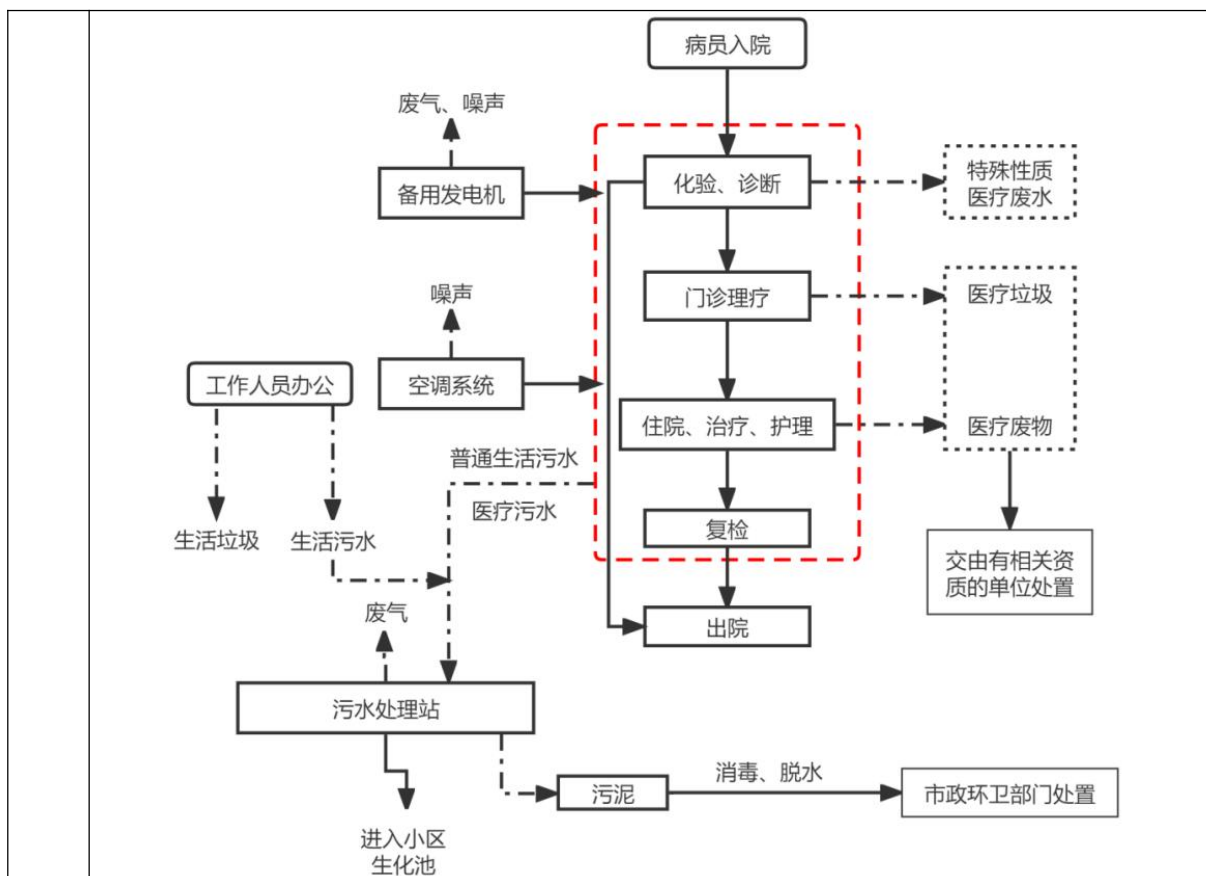 病员入院
废气、噪声
化验、诊断
特殊性质
医疗废水
备用发电机
门诊理疗
医疗垃圾
噪声
空调系统
工作人员办公
住院、治疗、护理
医疗废物
普通生活污水
医疗污水
复检
生活垃圾
生活污水
交由有相关资
质的单位处置
废气
出院
污水处理站
消毒、脱水
污泥
市政环卫部门处置
进入小区
生化池